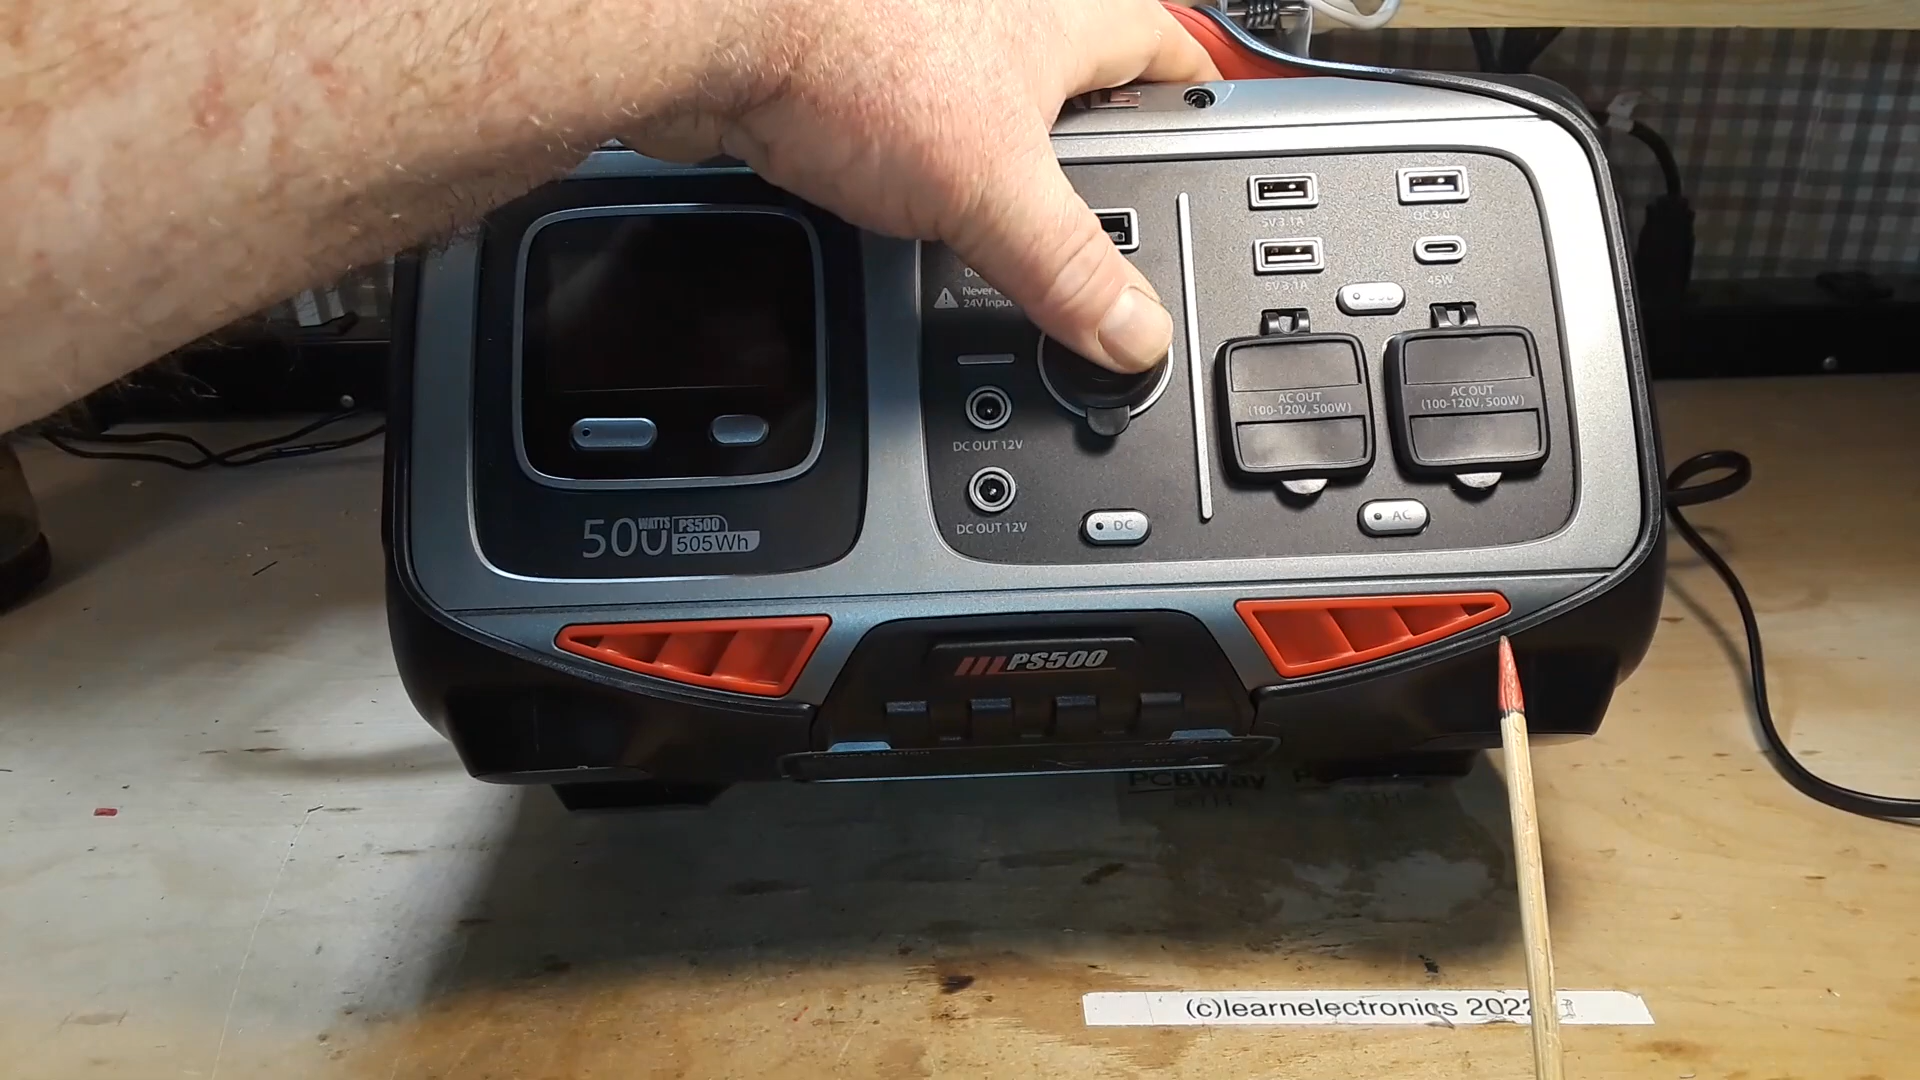 5V 3.1A
QC 3.0
5V 3.1A
45W
USB
24V Input
DC OUT 12V
DC OUT 12V
DC
AC OUT
(100-120V, 500W)
AC OUT
(100-120V, 500W)
AC
500 WATTS PS500
505Wh
PS500
Power Station
PCBWay
(c)learnelectronics 2022